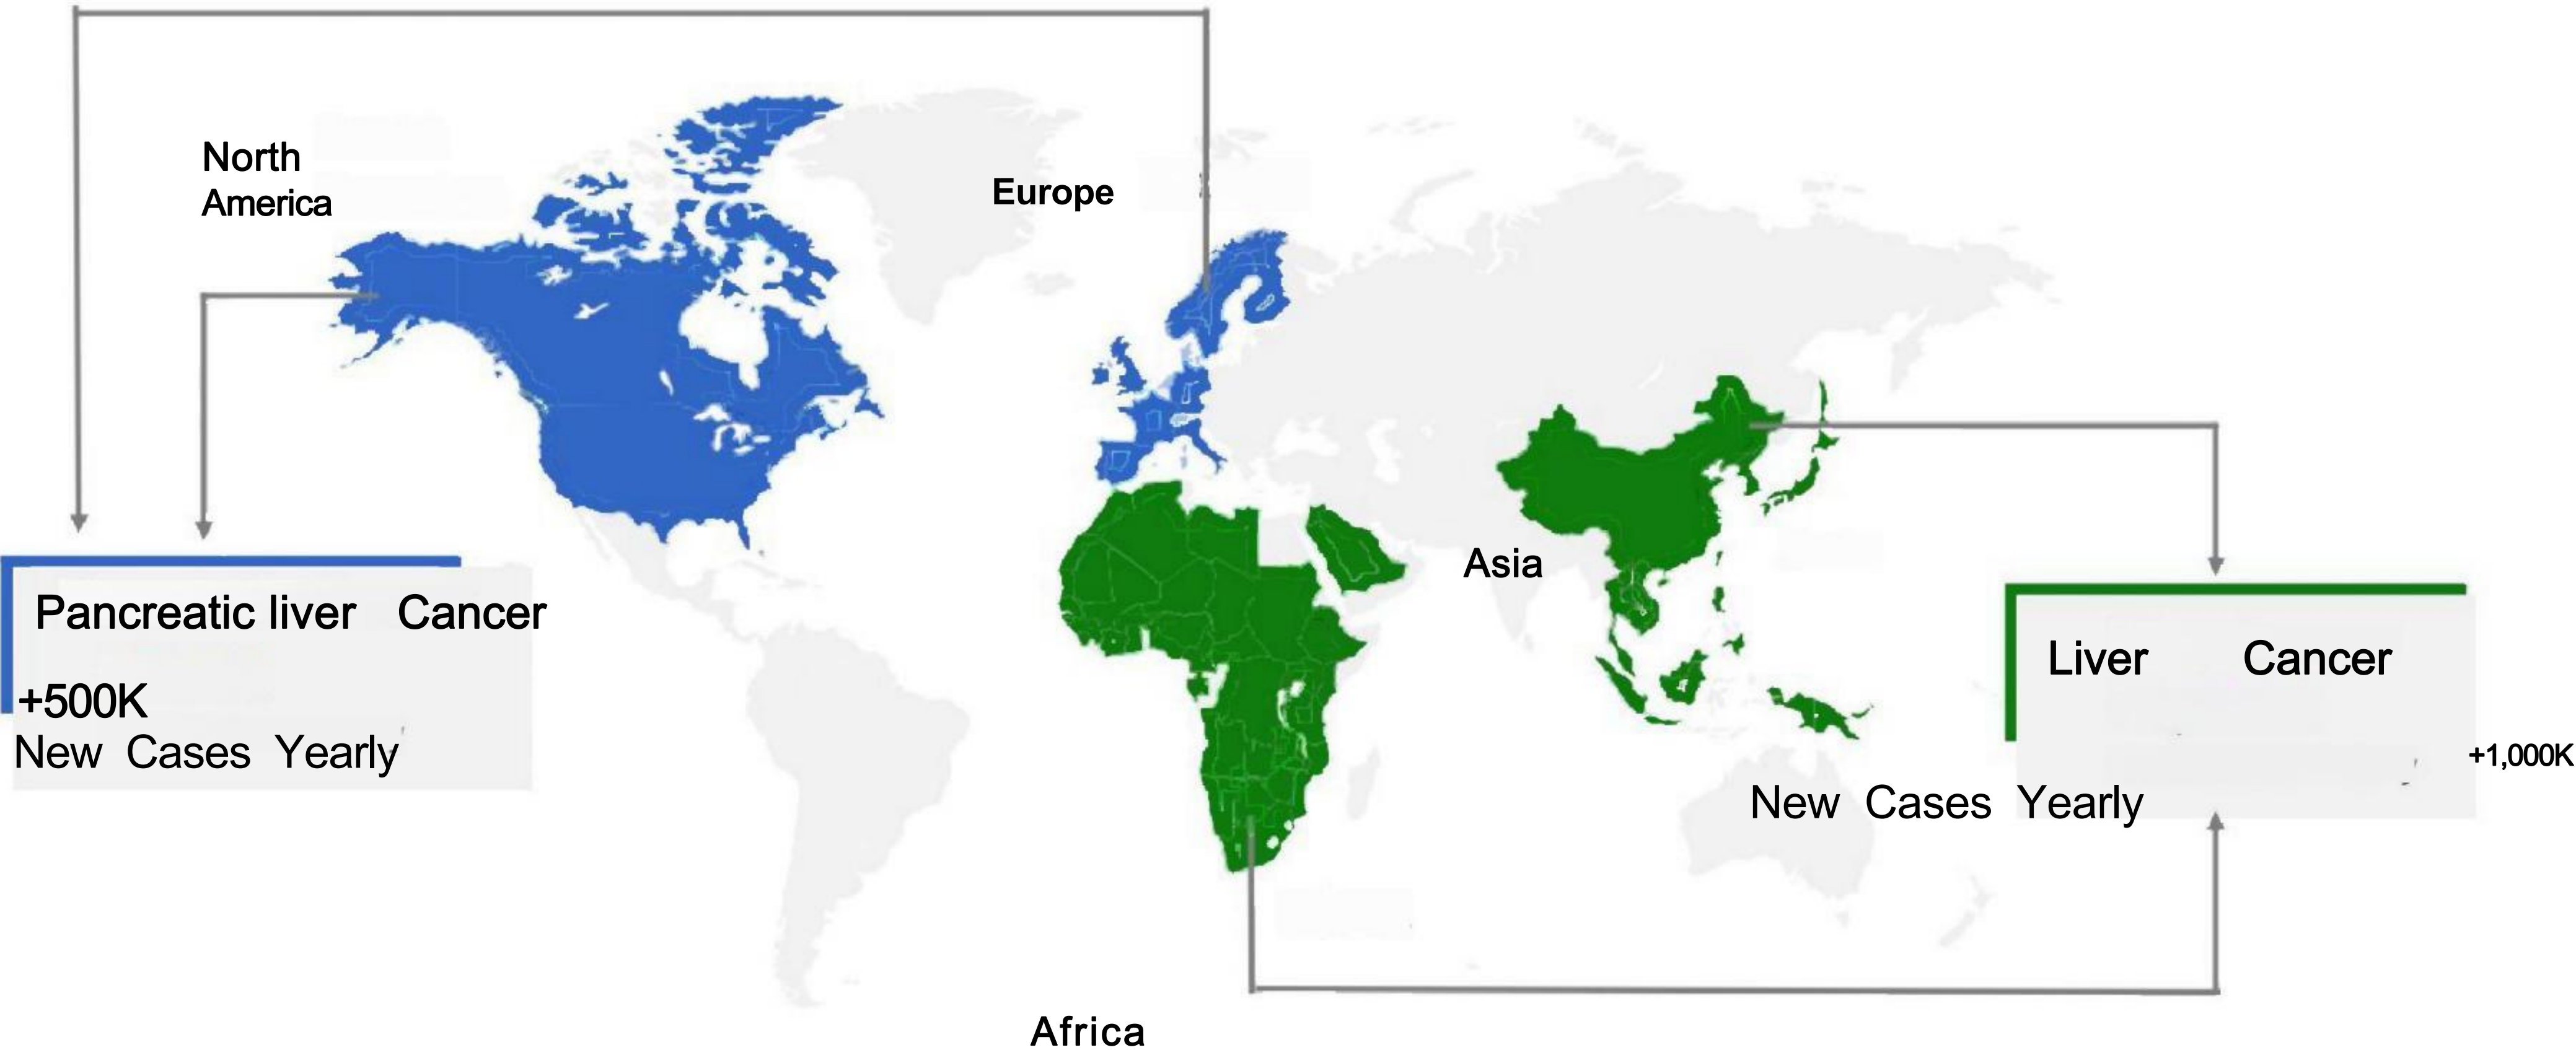 North
America
Europe
Asia
Pancreatic liver Cancer
+500K
New Cases Yearly
Liver Cancer
+1,000K
New Cases Yearly
Africa